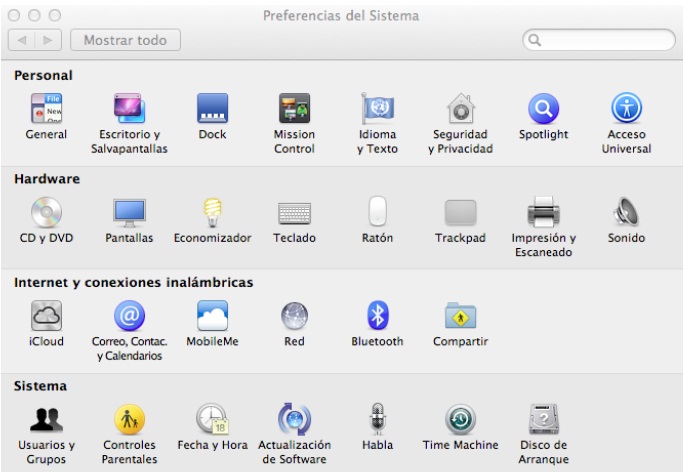 Preferencias del Sistema
Mostrar todo
Personal
File
New
General
Escritorio y
Salvapantallas
Dock
Mission
Control
Idioma
y Texto
Seguridad
y Privacidad
Spotlight
Acceso
Universal
Hardware
CD y DVD
Pantallas
Economizador
Teclado
Ratón
Trackpad
Impresión y
Escaneado
Sonido
Internet y conexiones inalámbricas
iCloud
Correo, Contac.
y Calendarios
MobileMe
Red
Bluetooth
Compartir
Sistema
Usuarios y
Grupos
Controles
Parentales
18
Fecha y Hora
Actualización
de Software
Habla
Time Machine
Disco de
Arranque